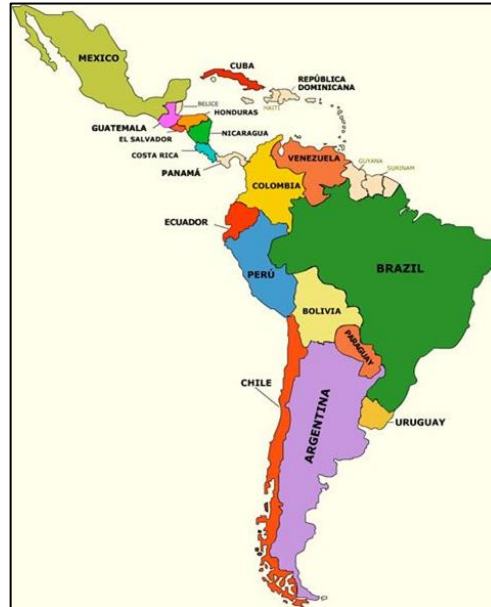 MEXICO
CUBA
REPÚBLICA
DOMINICANA
HAITÍ
BELICE
HONDURAS
GUATEMALA
EL SALVADOR
NICARAGUA
COSTA RICA
PANAMÁ
VENEZUELA
GUYANA
SURINAM
COLOMBIA
ECUADOR
PERÚ
BRAZIL
BOLIVIA
PARAGUAY
CHILE
ARGENTINA
URUGUAY